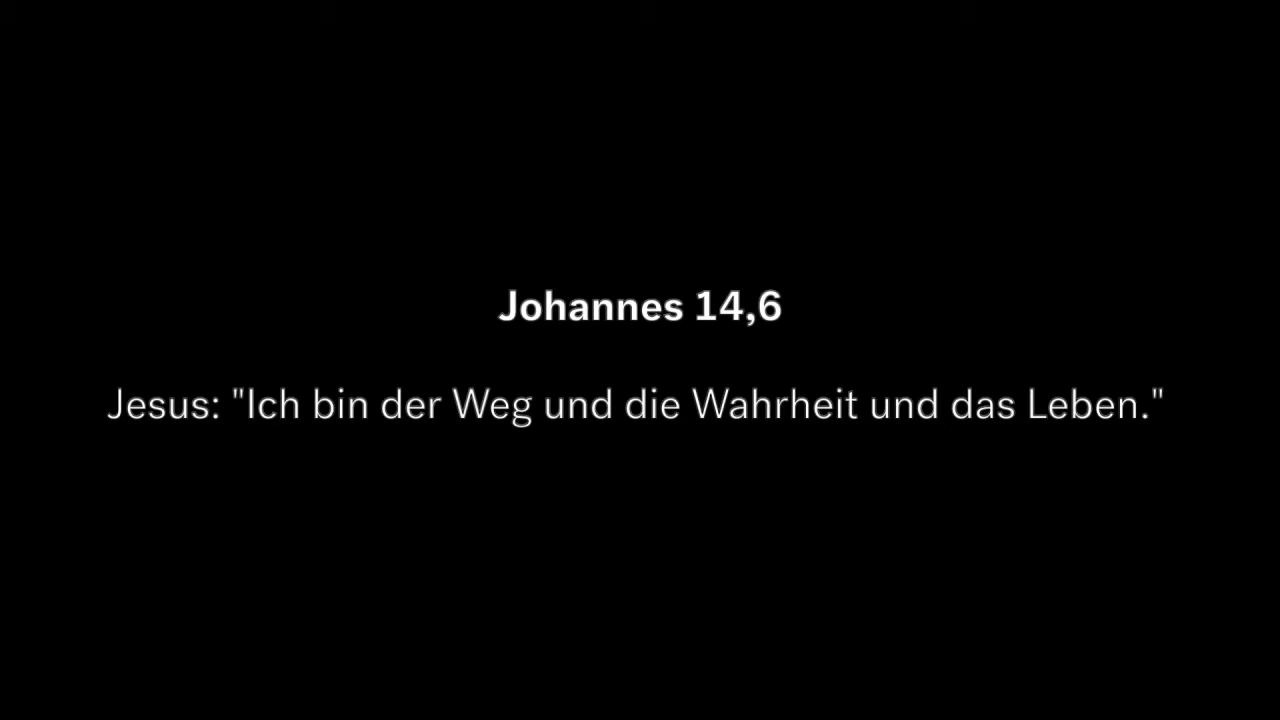 Johannes 14,6
Jesus: "Ich bin der Weg und die Wahrheit und das Leben."